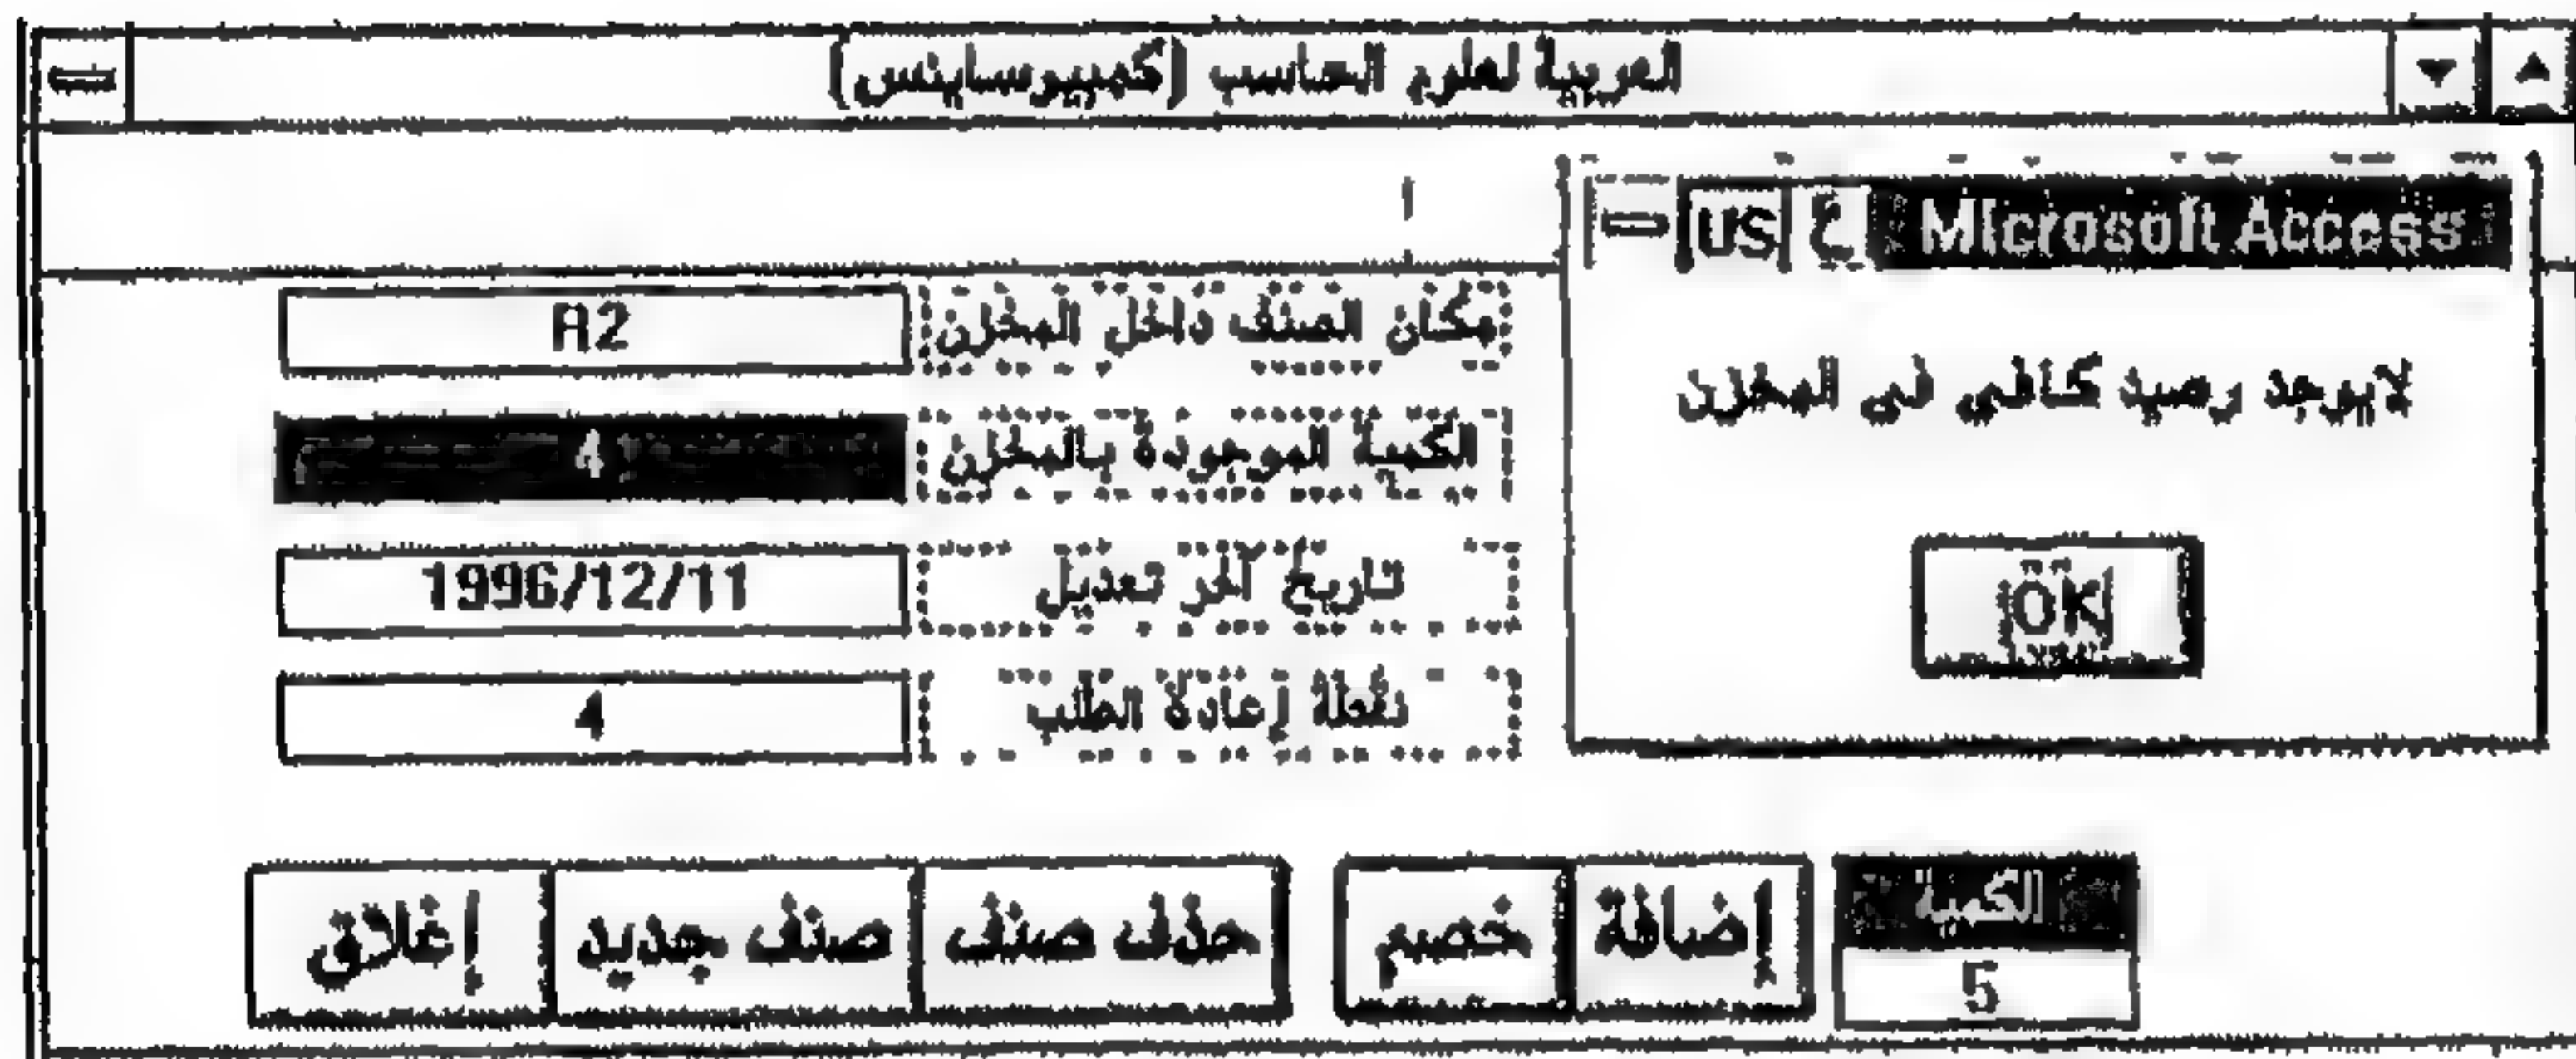 العربية لعلوم الحاسب (كمبيوساينس)
ع US Microsoft Access
لايوجد رصيد كافى فى المخزن
OK
مكان الصنف داخل المخزن A2
الكمية الموجودة بالمخزن 4
تاريخ آخر تعديل 1996/12/11
نقطة إعادة الطلب 4
الكمية
5
إضافة خصم حذف صنف صنف جديد إغلاق